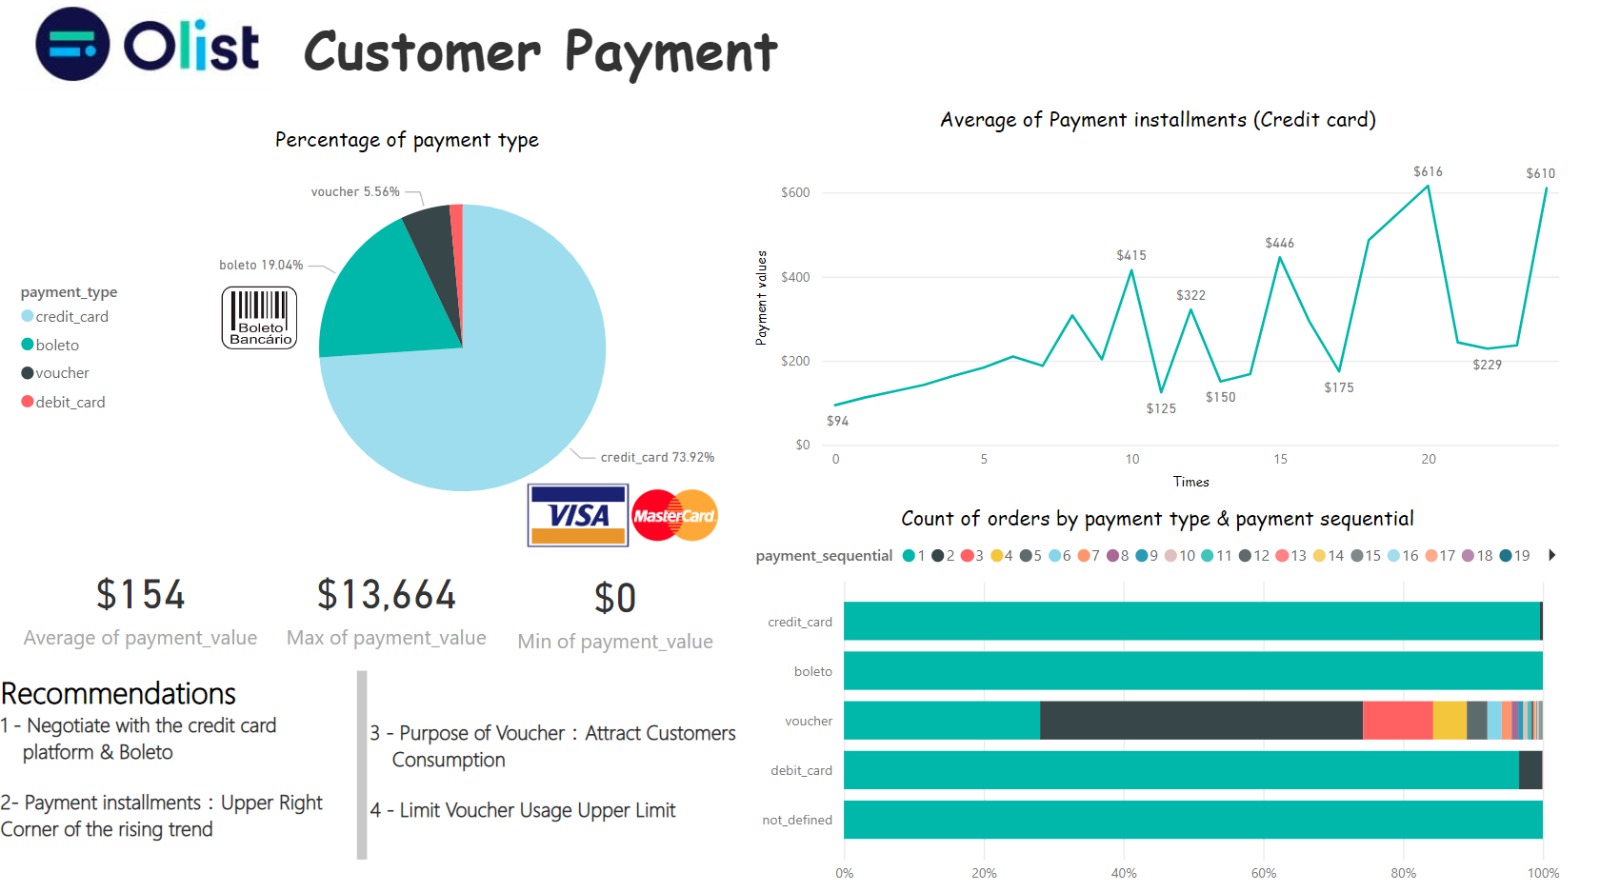 Olist
Customer Payment
Percentage of payment type
voucher 5.56%
boleto 19.04%
Boleto
Bancário
payment_type
credit_card
boleto
voucher
debit_card
credit_card 73.92%
VISA
MasterCard
$154
Average of payment_value
$13,664
Max of payment_value
$0
Min of payment_value
Recommendations
1 - Negotiate with the credit card
platform & Boleto
2- Payment installments : Upper Right
Corner of the rising trend
3 - Purpose of Voucher : Attract Customers
Consumption
4 - Limit Voucher Usage Upper Limit
Average of Payment installments (Credit card)
Payment values
$600
$400
$200
$0
$94
$415
$125
$322
$150
$446
$175
$616
$229
$610
0 5 10 15 20
Times
Count of orders by payment type & payment sequential
payment_sequential 1 2 3 4 5 6 7 8 9 10 11 12 13 14 15 16 17 18 19
credit_card
boleto
voucher
debit_card
not_defined
0% 20% 40% 60% 80% 100%